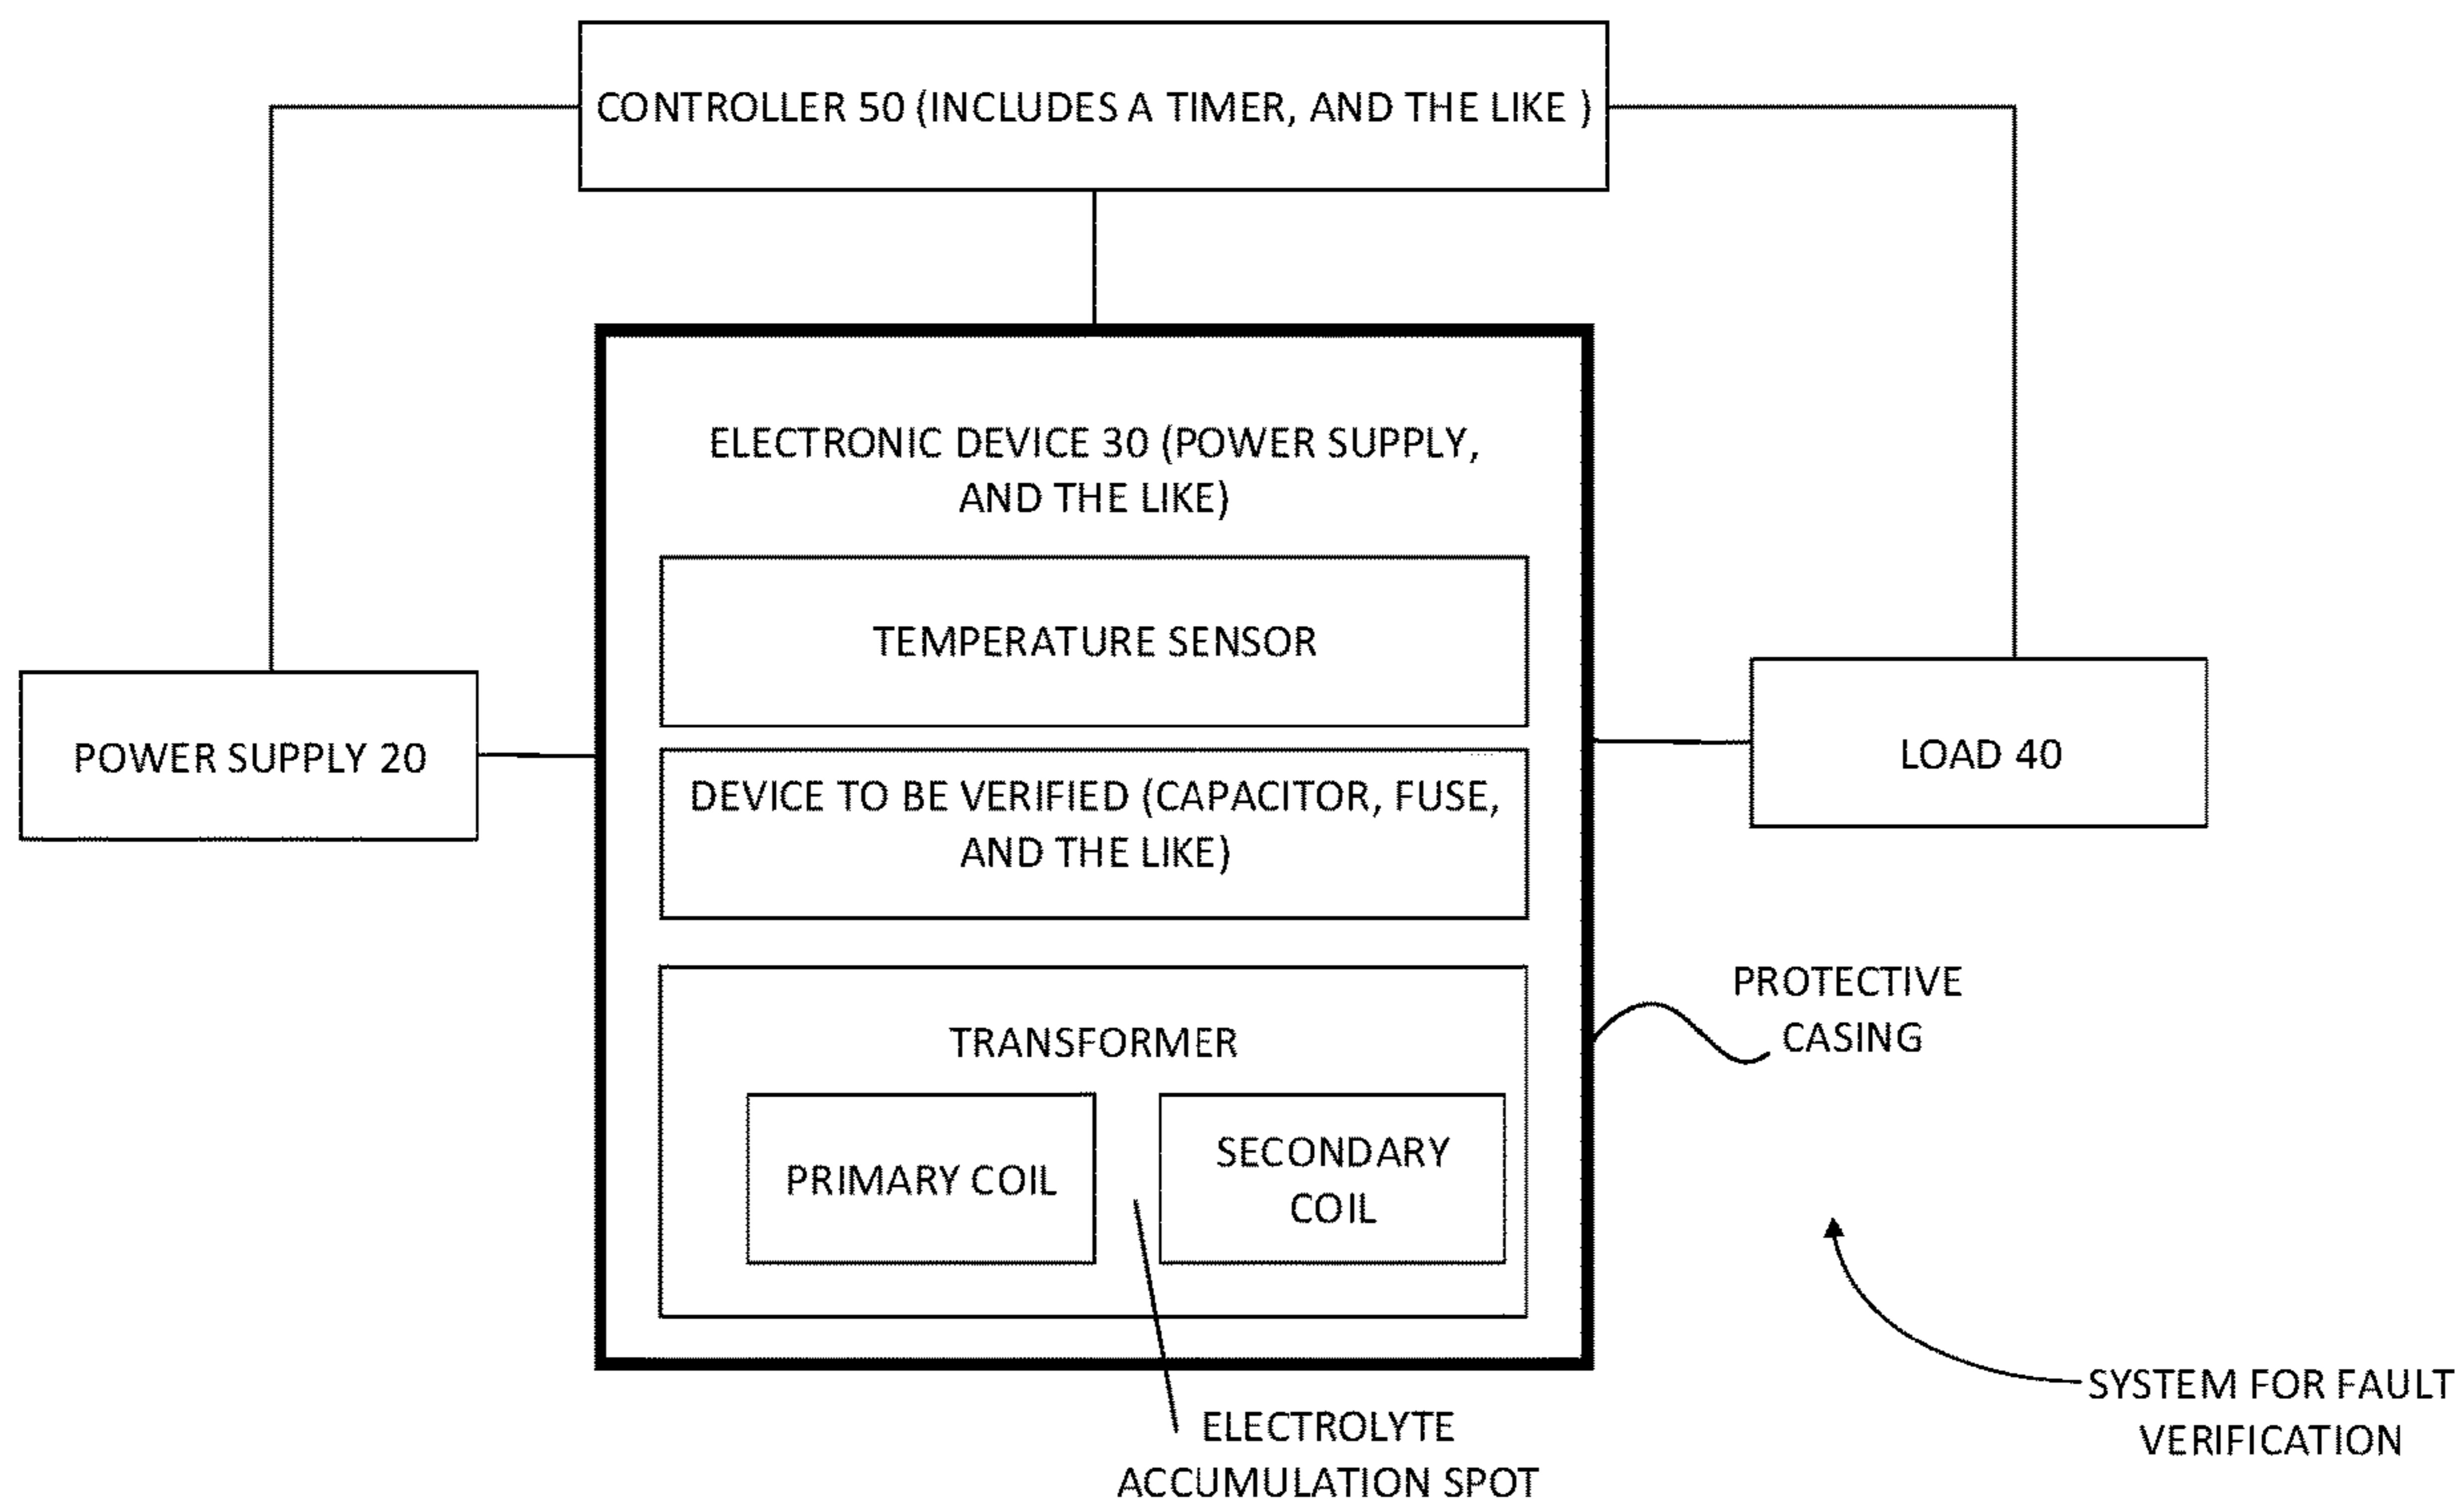 CONTROLLER 50 (INCLUDES A TIMER, AND THE LIKE )
ELECTRONIC DEVICE 30 (POWER SUPPLY,
AND THE LIKE)
TEMPERATURE SENSOR
POWER SUPPLY 20
DEVICE TO BE VERIFIED (CAPACITOR, FUSE,
AND THE LIKE)
LOAD 40
TRANSFORMER
PRIMARY COIL
SECONDARY
COIL
PROTECTIVE
CASING
ELECTROLYTE
ACCUMULATION SPOT
SYSTEM FOR FAULT
VERIFICATION